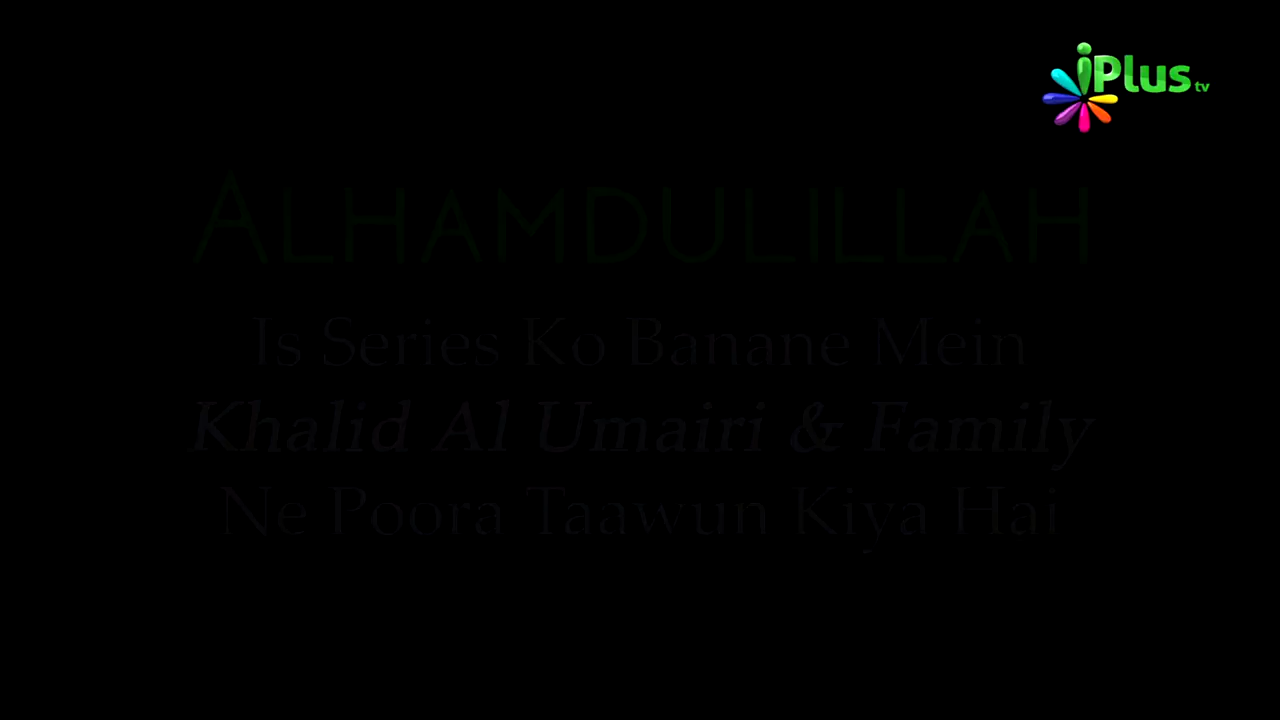 iPlus tv
ALHAMDULILLAH
Is Series Ko Banane Mein
Khalid Al Umairi & Family
Ne Poora Taawun Kiya Hai